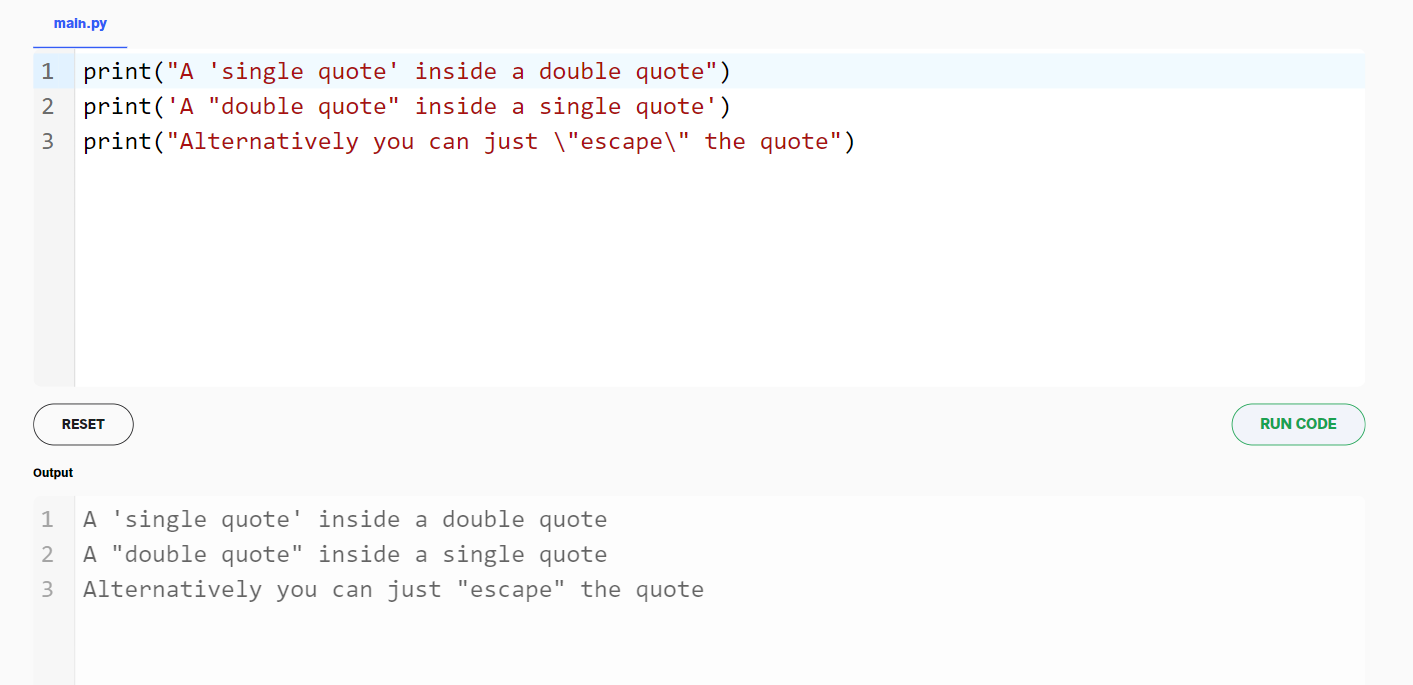 main.py
1 print("A 'single quote' inside a double quote")
2 print('A "double quote" inside a single quote')
3 print("Alternatively you can just \"escape\" the quote")
RESET RUN CODE
Output
1 A 'single quote' inside a double quote
2 A "double quote" inside a single quote
3 Alternatively you can just "escape" the quote